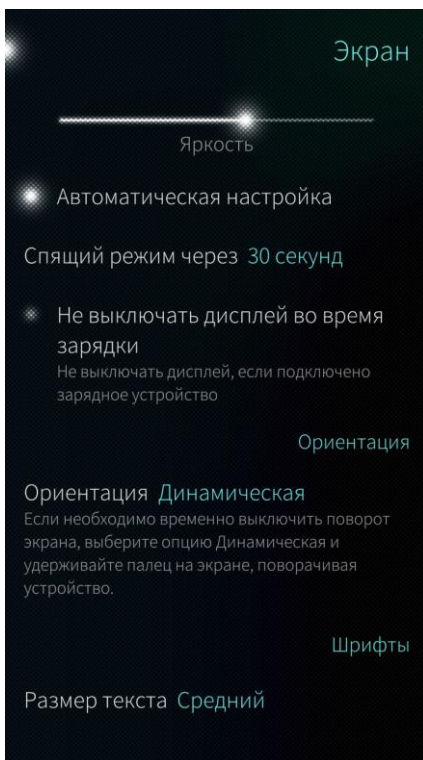 Экран
Яркость
Автоматическая настройка
Спящий режим через 30 секунд
Не выключать дисплей во время
зарядки
Не выключать дисплей, если подключено
зарядное устройство
Ориентация
Ориентация Динамическая
Если необходимо временно выключить поворот
экрана, выберите опцию Динамическая и
удерживайте палец на экране, поворачивая
устройство.
Шрифты
Размер текста Средний